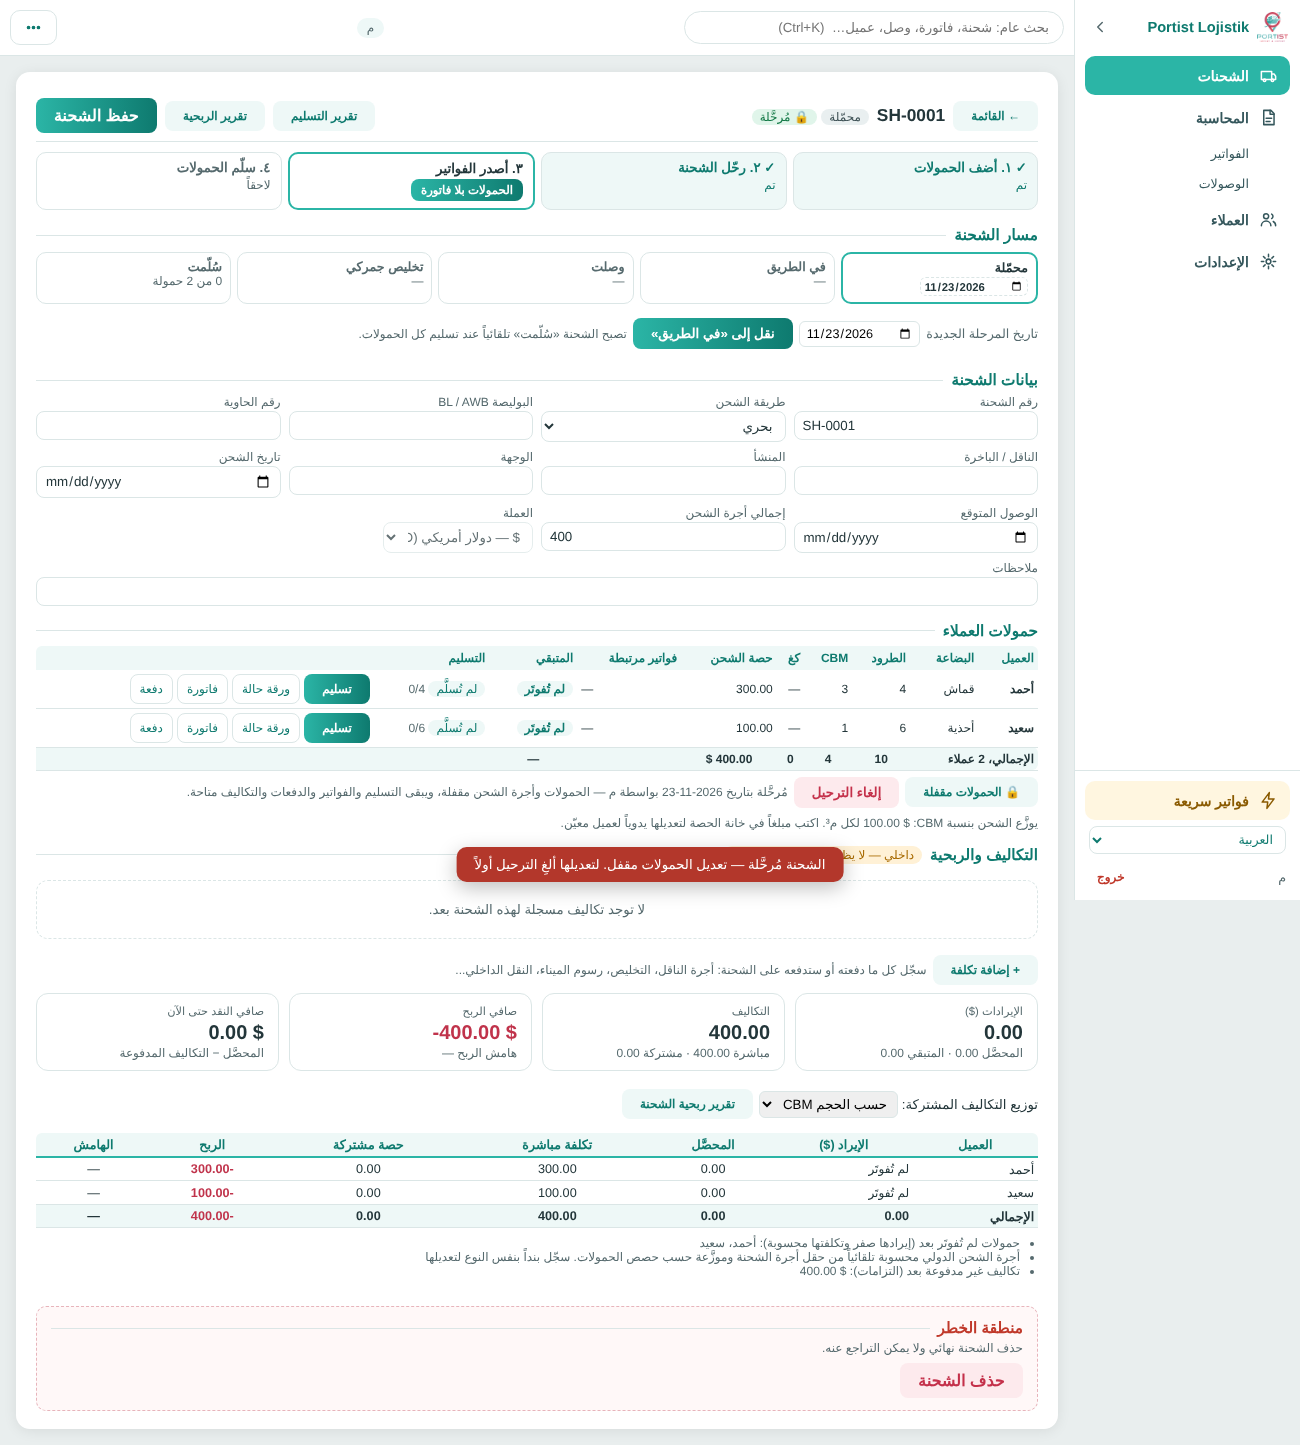 Portist Lojistik
PORTIST
الشحنات
المحاسبة
الفواتير
الوصولات
العملاء
الإعدادات
فواتير سريعة
العربية
م
خروج
بحث عام: شحنة، فاتورة، وصل، عميل… (Ctrl+K)
م
•••
← القائمة
SH-0001
محمّلة
🔒 مُرحَّلة
تقرير التسليم
تقرير الربحية
حفظ الشحنة
✓ ١. أضف الحمولات
تم
✓ ٢. رحّل الشحنة
تم
٣. أصدر الفواتير
الحمولات بلا فاتورة
٤. سلّم الحمولات
لاحقاً
مسار الشحنة
محمّلة
11/23/2026
في الطريق
—
وصلت
—
تخليص جمركي
—
سُلّمت
0 من 2 حمولة
تاريخ المرحلة الجديدة
11/23/2026
نقل إلى «في الطريق»
تصبح الشحنة «سُلّمت» تلقائياً عند تسليم كل الحمولات.
بيانات الشحنة
رقم الشحنة
SH-0001
طريقة الشحن
بحري
البوليصة BL / AWB
رقم الحاوية
الناقل / الباخرة
المنشأ
الوجهة
تاريخ الشحن
mm/dd/yyyy
الوصول المتوقع
mm/dd/yyyy
إجمالي أجرة الشحن
400
العملة
$ — دولار أمريكي
ملاحظات
حمولات العملاء
العميل البضاعة الطرود CBM كغ حصة الشحن فواتير مرتبطة المتبقي التسليم
أحمد قماش 4 3 — 300.00 — لم تُفوتَر لم تُسلَّم 0/4 تسليم ورقة حالة فاتورة دفعة
سعيد أحذية 6 1 — 100.00 — لم تُفوتَر لم تُسلَّم 0/6 تسليم ورقة حالة فاتورة دفعة
الإجمالي، 2 عملاء 10 4 0 400.00 $ —
🔒 الحمولات مقفلة
إلغاء الترحيل
مُرحَّلة بتاريخ 2026-11-23 بواسطة م — الحمولات وأجرة الشحن مقفلة، ويبقى التسليم والفواتير والدفعات والتكاليف متاحة.
يوزَّع الشحن بنسبة CBM: $ 100.00 لكل م³. اكتب مبلغاً في خانة الحصة لتعديلها يدوياً لعميل معيّن.
التكاليف والربحية
داخلي — لا
الشحنة مُرحَّلة — تعديل الحمولات مقفل. لتعديلها ألغِ الترحيل أولاً
لا توجد تكاليف مسجلة لهذه الشحنة بعد.
+ إضافة تكلفة
سجّل كل ما دفعته أو ستدفعه على الشحنة: أجرة الناقل، التخليص، رسوم الميناء، النقل الداخلي...
الإيرادات ($)
0.00
المحصَّل 0.00 · المتبقي 0.00
التكاليف
400.00
مباشرة 400.00 · مشتركة 0.00
صافي الربح
-400.00 $
هامش الربح —
صافي النقد حتى الآن
0.00 $
المحصَّل − التكاليف المدفوعة
توزيع التكاليف المشتركة:
حسب الحجم CBM
تقرير ربحية الشحنة
العميل الإيراد ($) المحصَّل تكلفة مباشرة حصة مشتركة الربح الهامش
أحمد لم تُفوتَر 0.00 300.00 0.00 -300.00 —
سعيد لم تُفوتَر 0.00 100.00 0.00 -100.00 —
الإجمالي 0.00 0.00 400.00 0.00 -400.00 —
حمولات لم تُفوتَر بعد (إيرادها صفر وتكلفتها محسوبة): أحمد، سعيد
أجرة الشحن الدولي محسوبة تلقائياً من حقل أجرة الشحنة وموزَّعة حسب حصص الحمولات. سجّل بنداً بنفس النوع لتعديلها
تكاليف غير مدفوعة بعد (التزامات): $ 400.00
منطقة الخطر
حذف الشحنة نهائي ولا يمكن التراجع عنه.
حذف الشحنة